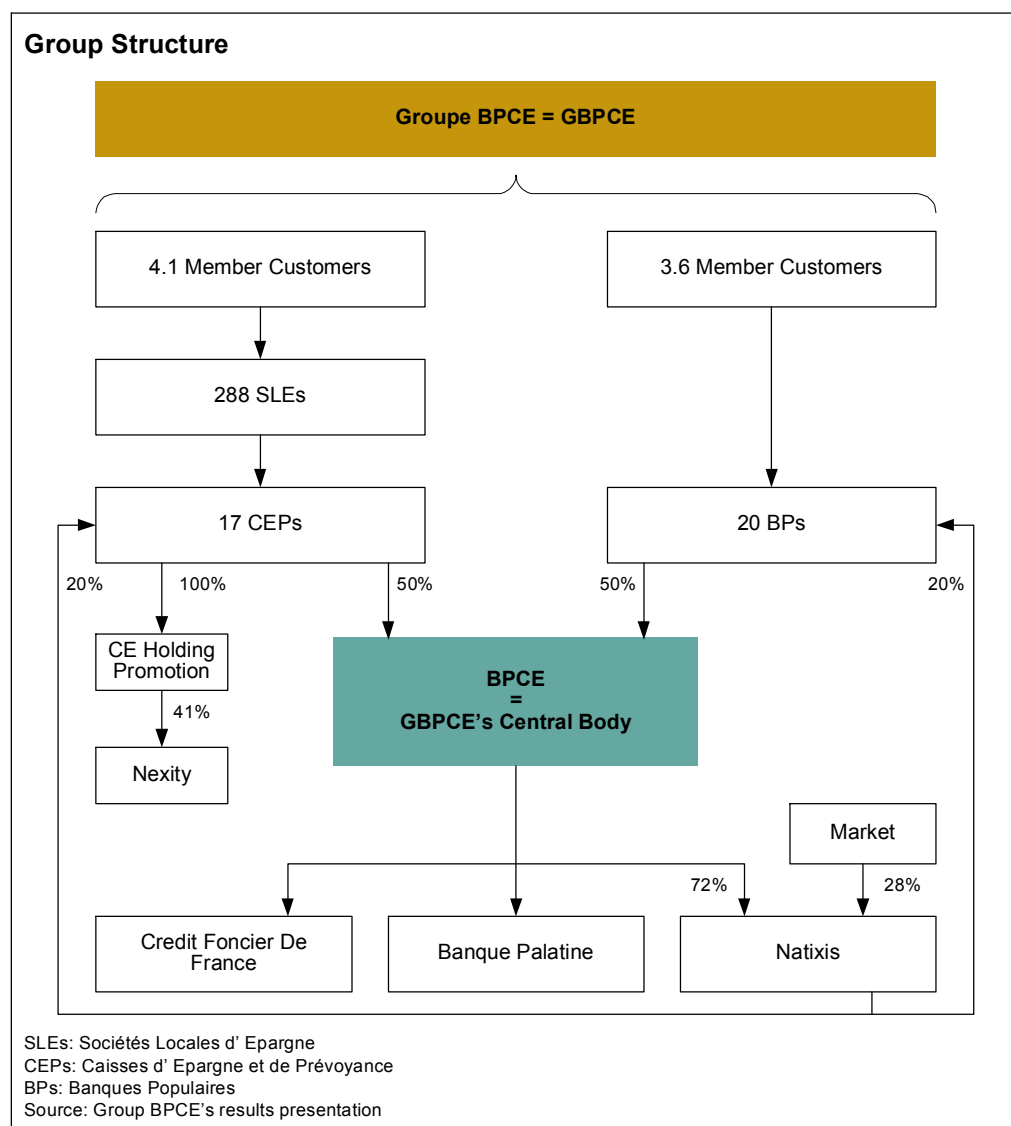 Group Structure
Groupe BPCE = GBPCE
4.1 Member Customers
3.6 Member Customers
288 SLEs
17 CEPs
20 BPs
20%
100%
50%
50%
20%
CE Holding
Promotion
41%
Nexity
BPCE
=
GBPCE's Central Body
Market
72%
28%
Credit Foncier De
France
Banque Palatine
Natixis
SLEs: Sociétés Locales d' Epargne
CEPs: Caisses d' Epargne et de Prévoyance
BPs: Banques Populaires
Source: Group BPCE's results presentation